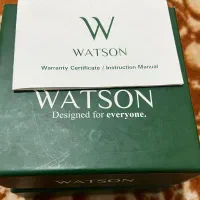 W
WATSON
Warranty Certificate / Instruction Manual
WATSON
Designed for everyone.
WATSON